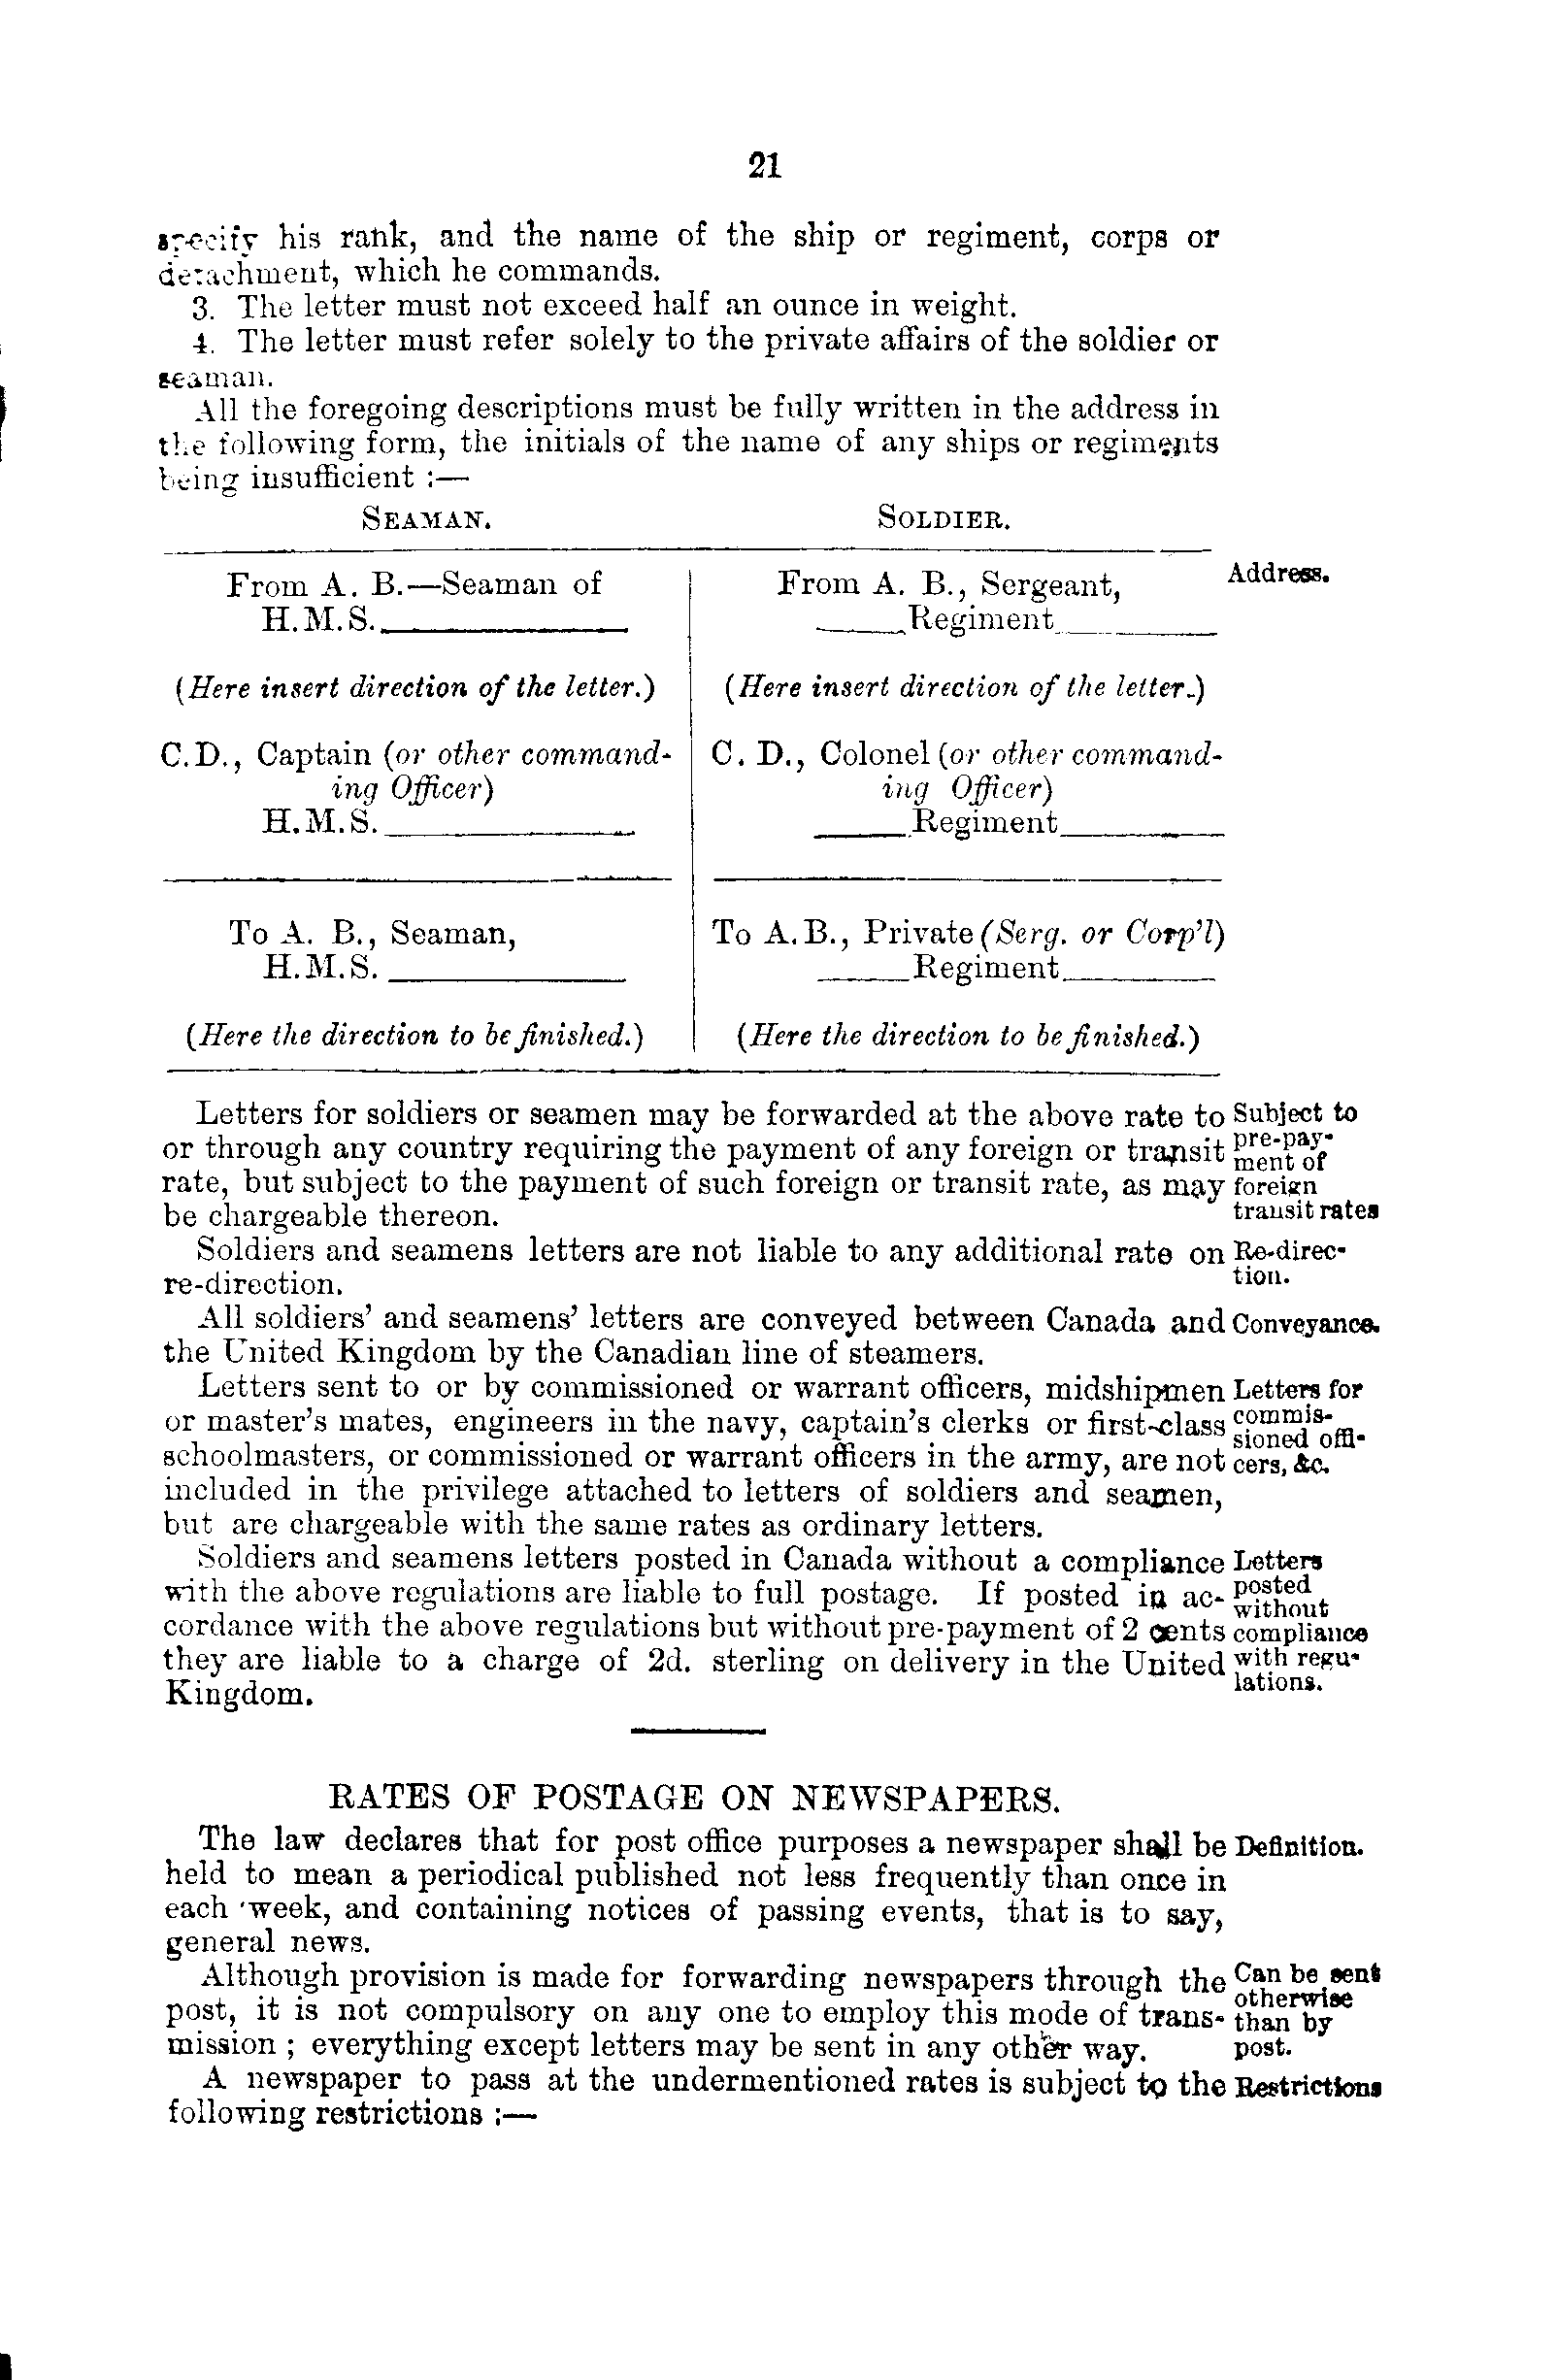 21
specify his rank, and the name of the ship or regiment, corps or
detachment, which he commands.
3. The letter must not exceed half an ounce in weight.
4. The letter must refer solely to the private affairs of the soldier or
seaman.
All the foregoing descriptions must be fully written in the address in
the following form, the initials of the name of any ships or regiments
being insufficient :—
SEAMAN.
From A. B.—Seaman of
H.M.S.
(Here insert direction of the letter.)
C.D., Captain (or other command-
ing Officer)
H.M.S.
To A. B., Seaman,
H.M.S.
(Here the direction to be finished.)
SOLDIER.
From A. B., Sergeant,
Regiment
(Here insert direction of the letter.)
C. D., Colonel (or other command-
ing Officer)
Regiment
To A.B., Private (Serg. or Corp'l)
Regiment
(Here the direction to be finished.)
Address.
Letters for soldiers or seamen may be forwarded at the above rate to
or through any country requiring the payment of any foreign or transit
rate, but subject to the payment of such foreign or transit rate, as may
be chargeable thereon.
Subject to
pre-pay-
ment of
foreign
transit rates
Soldiers and seamens letters are not liable to any additional rate on
re-direction.
Re-direc-
tion.
All soldiers' and seamens' letters are conveyed between Canada and
the United Kingdom by the Canadian line of steamers.
Conveyance.
Letters sent to or by commissioned or warrant officers, midshipmen
or master's mates, engineers in the navy, captain's clerks or first-class
schoolmasters, or commissioned or warrant officers in the army, are not
included in the privilege attached to letters of soldiers and seamen,
but are chargeable with the same rates as ordinary letters.
Letters for
commis-
sioned offi-
cers, &c.
Soldiers and seamens letters posted in Canada without a compliance
with the above regulations are liable to full postage. If posted in ac-
cordance with the above regulations but without pre-payment of 2 cents
they are liable to a charge of 2d. sterling on delivery in the United
Kingdom.
Letters
posted
without
compliance
with regu-
lations.
RATES OF POSTAGE ON NEWSPAPERS.
The law declares that for post office purposes a newspaper shall be
held to mean a periodical published not less frequently than once in
each week, and containing notices of passing events, that is to say,
general news.
Definition.
Although provision is made for forwarding newspapers through the
post, it is not compulsory on any one to employ this mode of trans-
mission ; everything except letters may be sent in any other way.
Can be sent
otherwise
than by
post.
A newspaper to pass at the undermentioned rates is subject to the
following restrictions :—
Restrictions